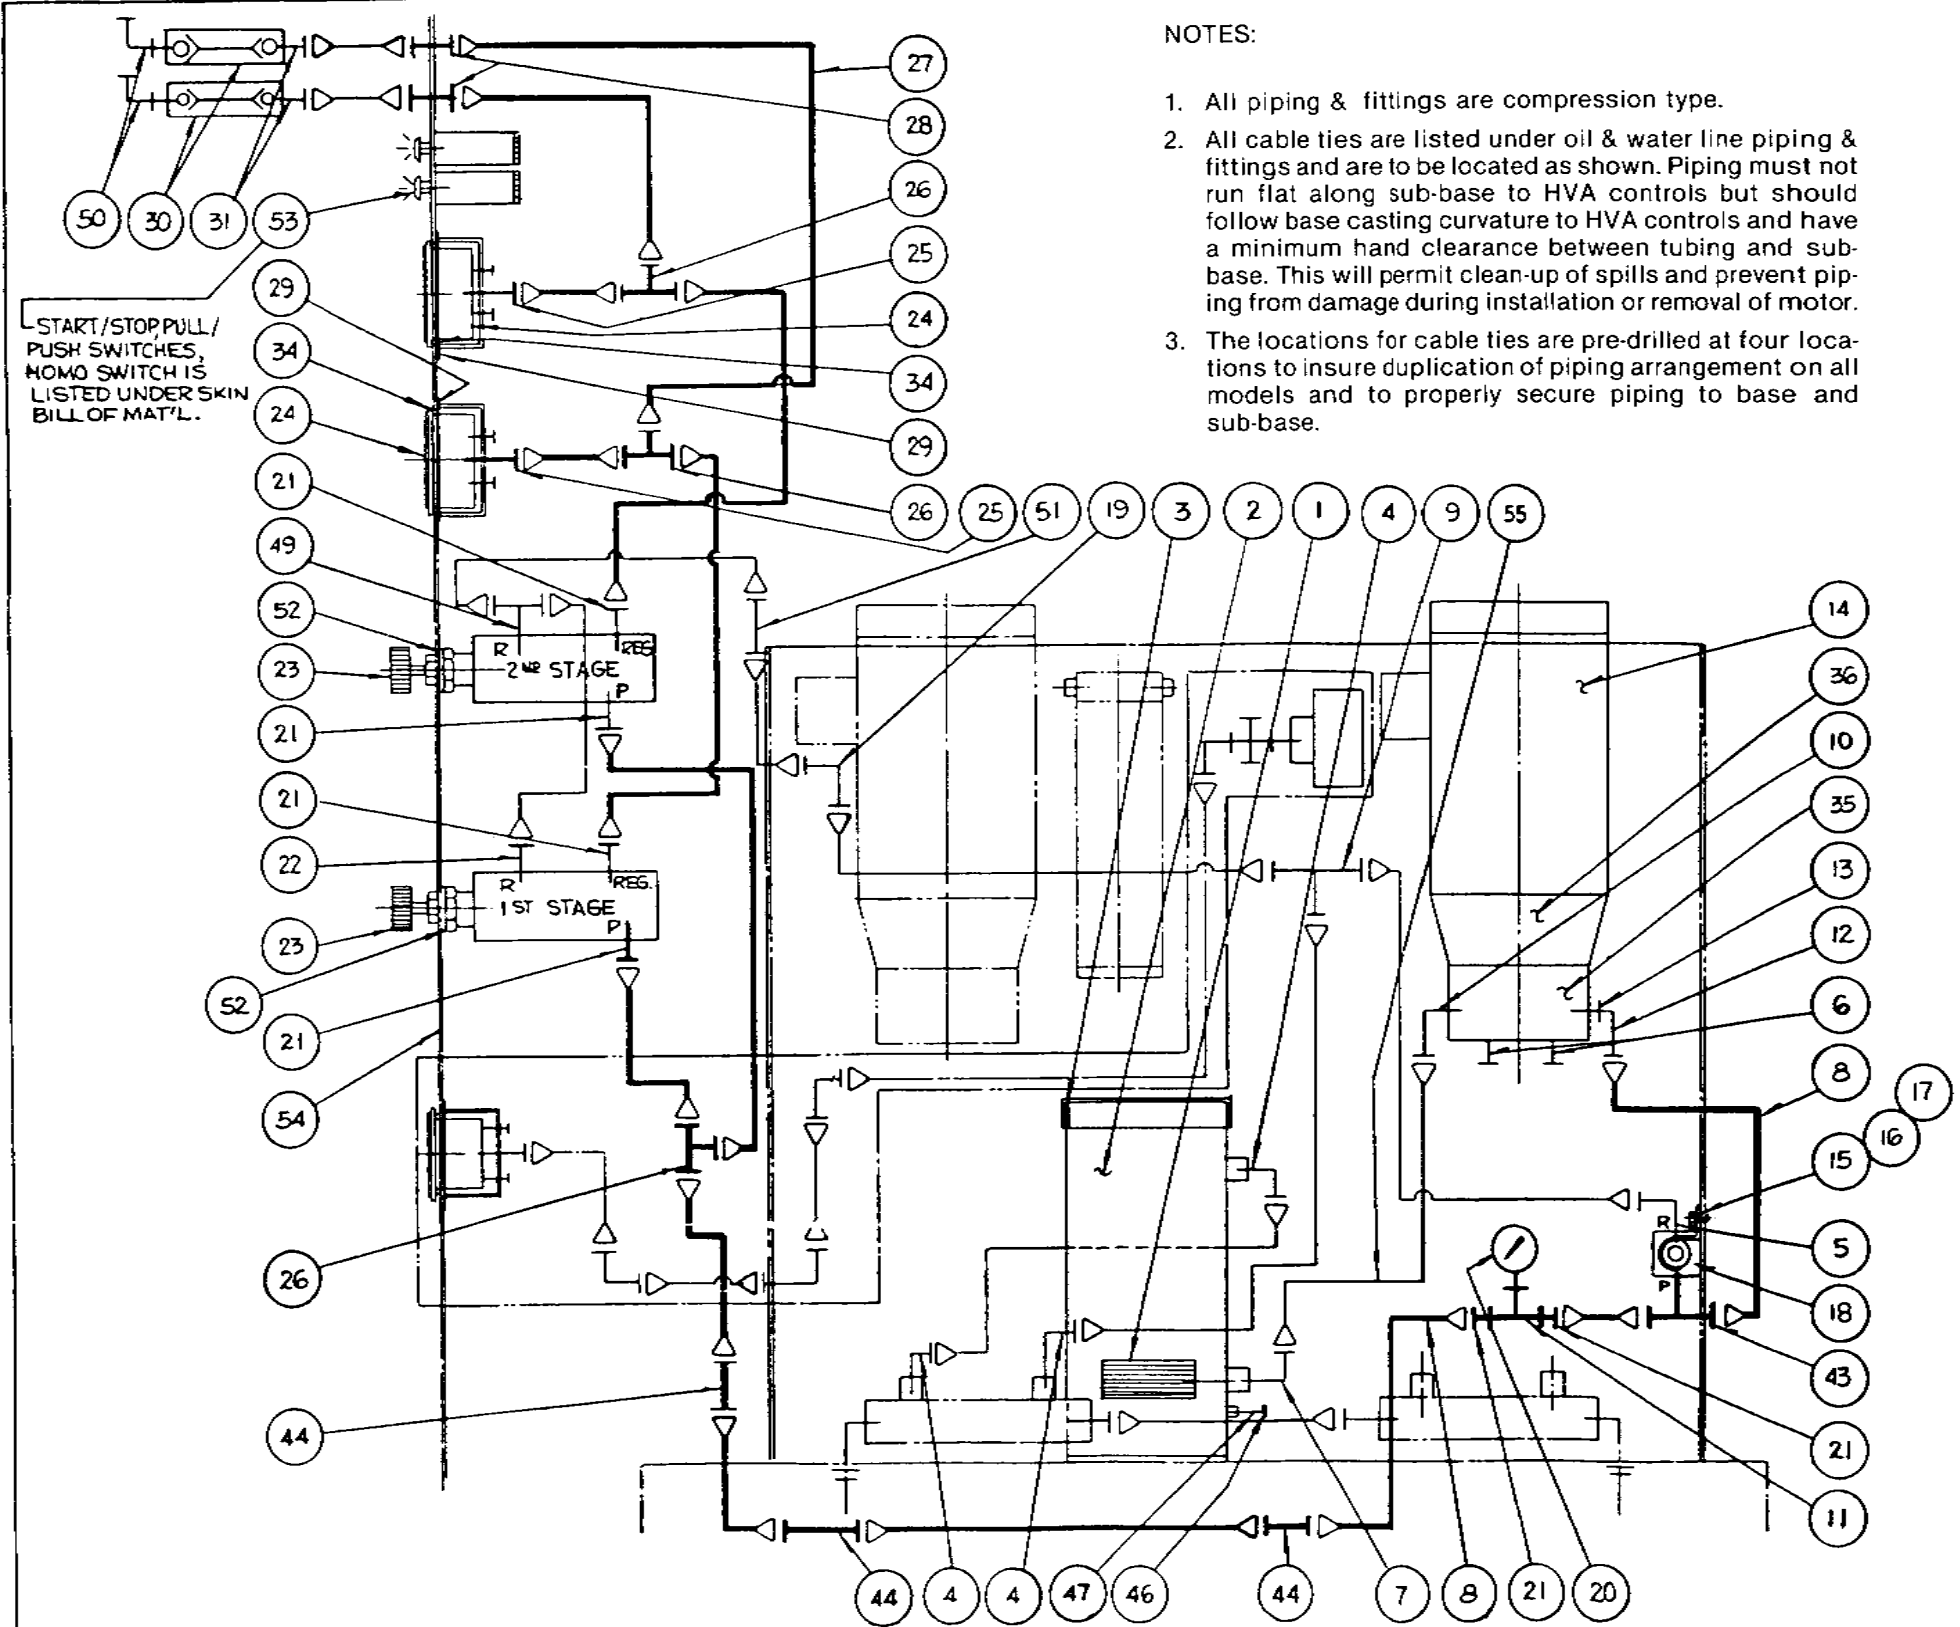 NOTES:
1. All piping & fittings are compression type.
2. All cable ties are listed under oil & water line piping &
fittings and are to be located as shown. Piping must not
run flat along sub-base to HVA controls but should
follow base casting curvature to HVA controls and have
a minimum hand clearance between tubing and sub-
base. This will permit clean-up of spills and prevent pip-
ing from damage during installation or removal of motor.
3. The locations for cable ties are pre-drilled at four loca-
tions to insure duplication of piping arrangement on all
models and to properly secure piping to base and
sub-base.
27
28
50 30 31 53
26
25
29
24
START/STOP, PULL/
PUSH SWITCHES,
HOMO SWITCH IS
LISTED UNDER SKIN
BILL OF MAT'L.
34
34
24
29
21
26 25 51 19 3 2 1 4 9 55
49
52
14
R REG.
2ND STAGE
P
23
36
21
10
21
35
22
13
R REG.
1ST STAGE
P
23
12
52
6
21
8
54
17
16
15
R
5
26
P
18
43
44
21
11
44 4 4 47 46 44 7 8 21 20